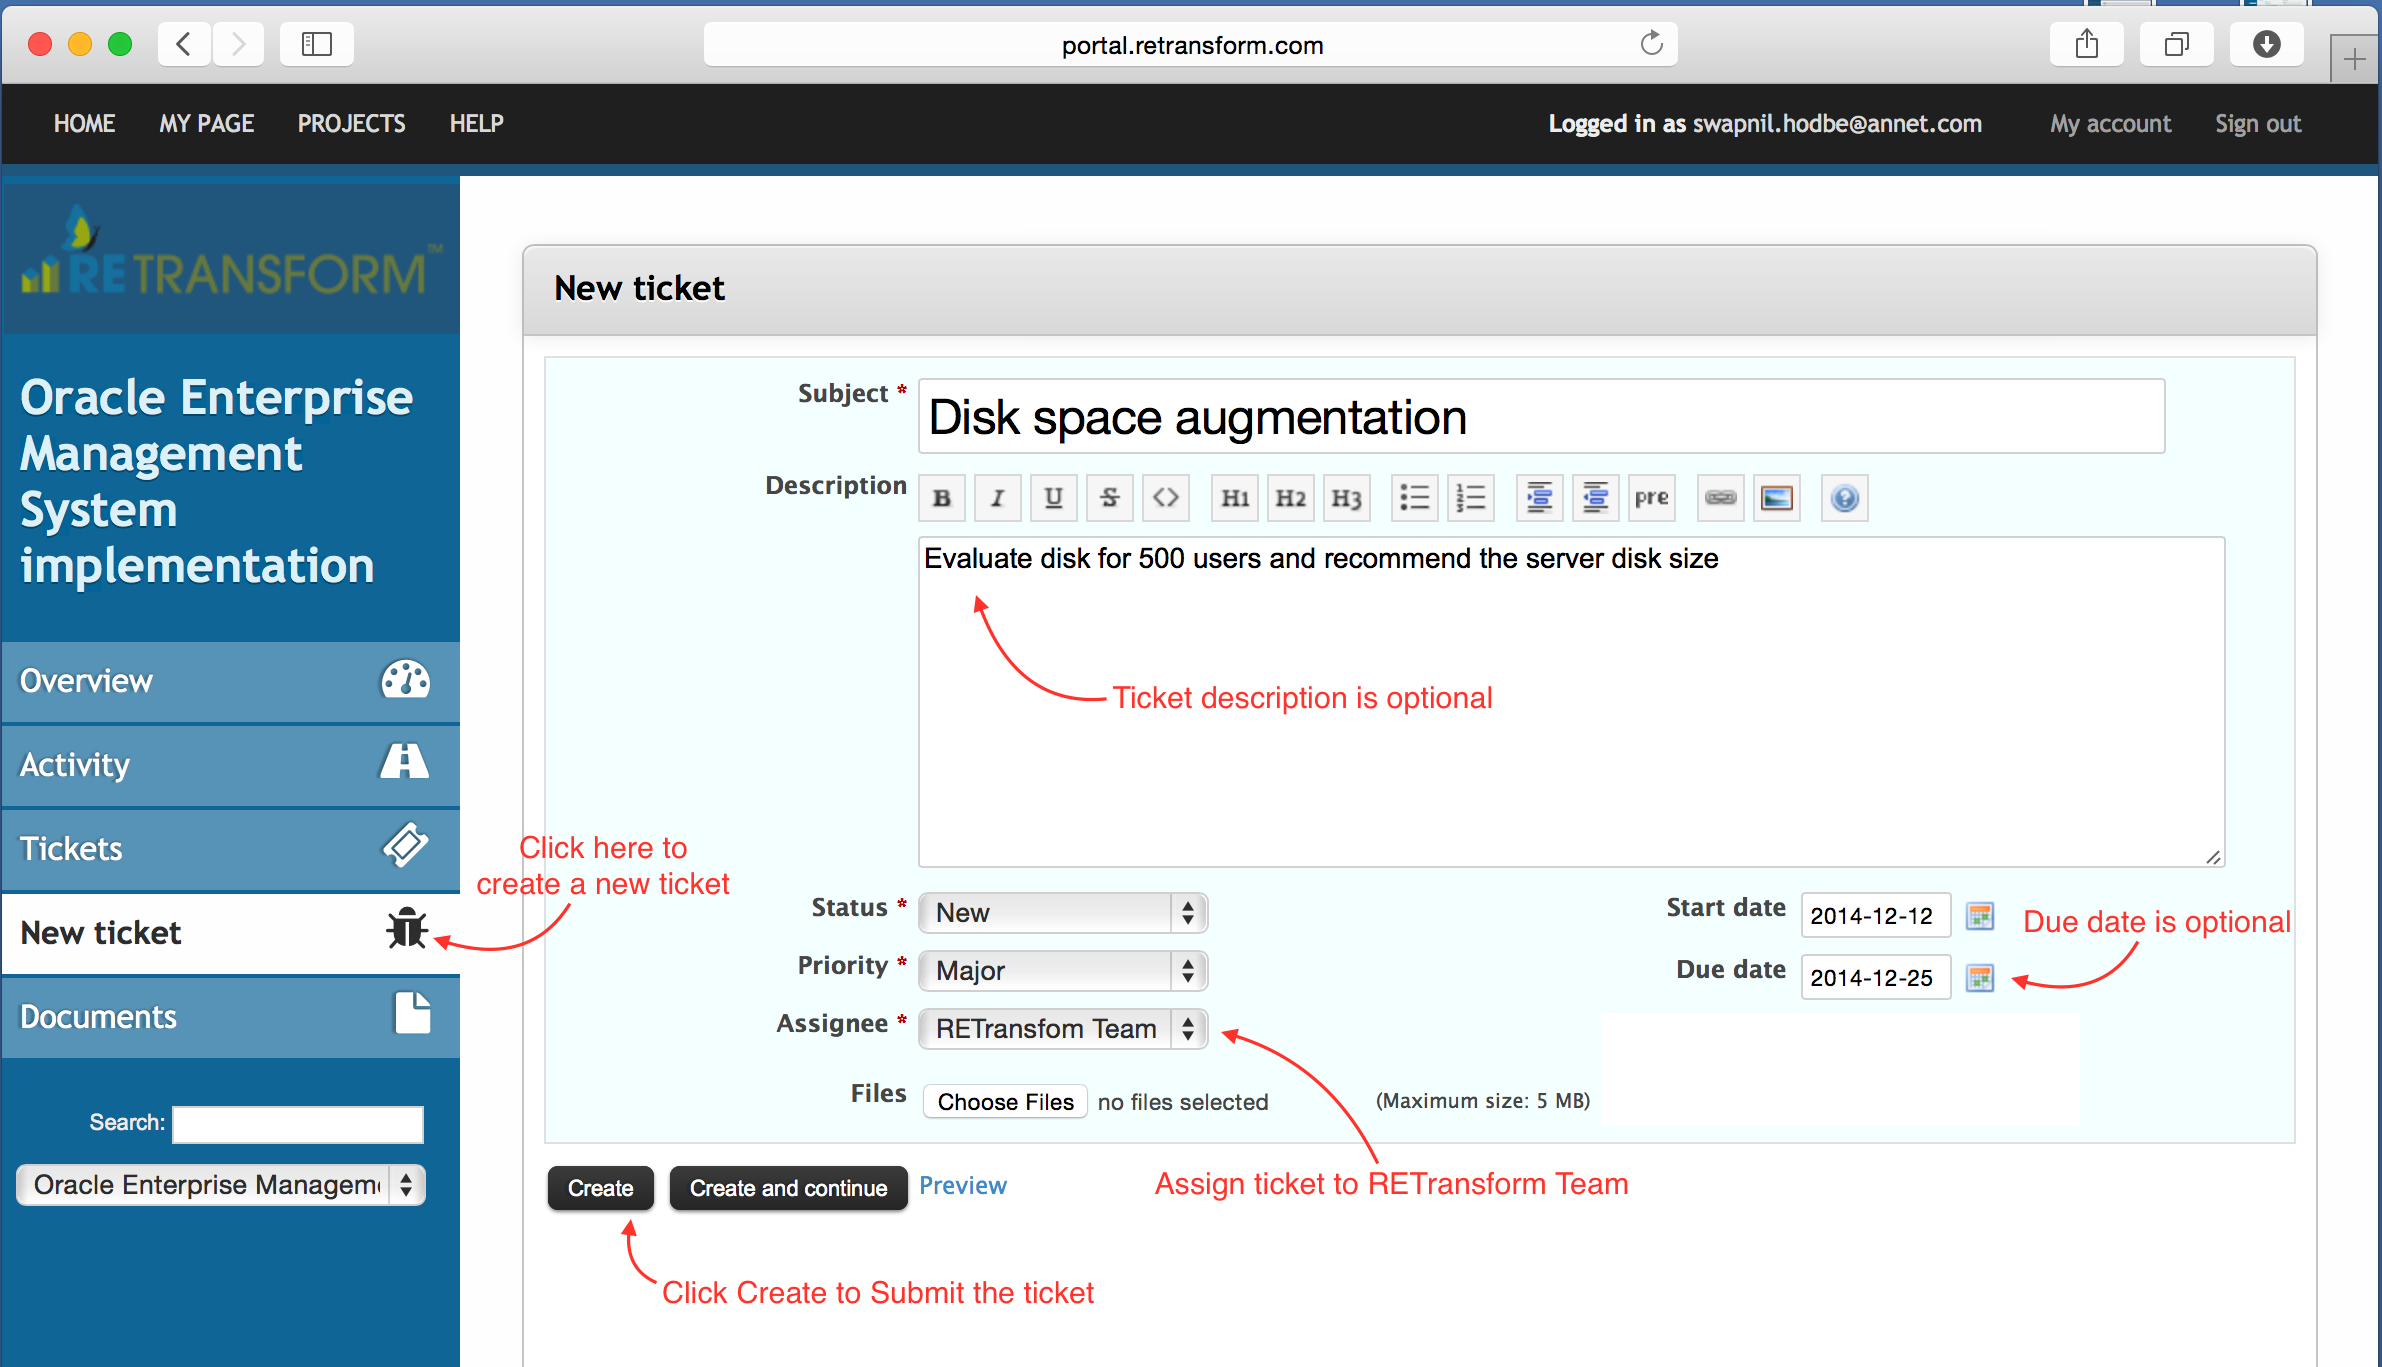 portal.retransform.com
HOME MY PAGE PROJECTS HELP Logged in as swapnil.hodbe@annet.com My account Sign out
RETRANSFORM™
Oracle Enterprise
Management
System
implementation
Overview
Activity
Tickets
New ticket
Documents
Search:
Oracle Enterprise Managem
New ticket
Subject * Disk space augmentation
Description B I U S <> H1 H2 H3 pre
Evaluate disk for 500 users and recommend the server disk size
Ticket description is optional
Click here to
create a new ticket
Status * New Start date 2014-12-12
Due date is optional
Priority * Major Due date 2014-12-25
Assignee * RETransfom Team
Files Choose Files no files selected (Maximum size: 5 MB)
Create Create and continue Preview
Assign ticket to RETransform Team
Click Create to Submit the ticket